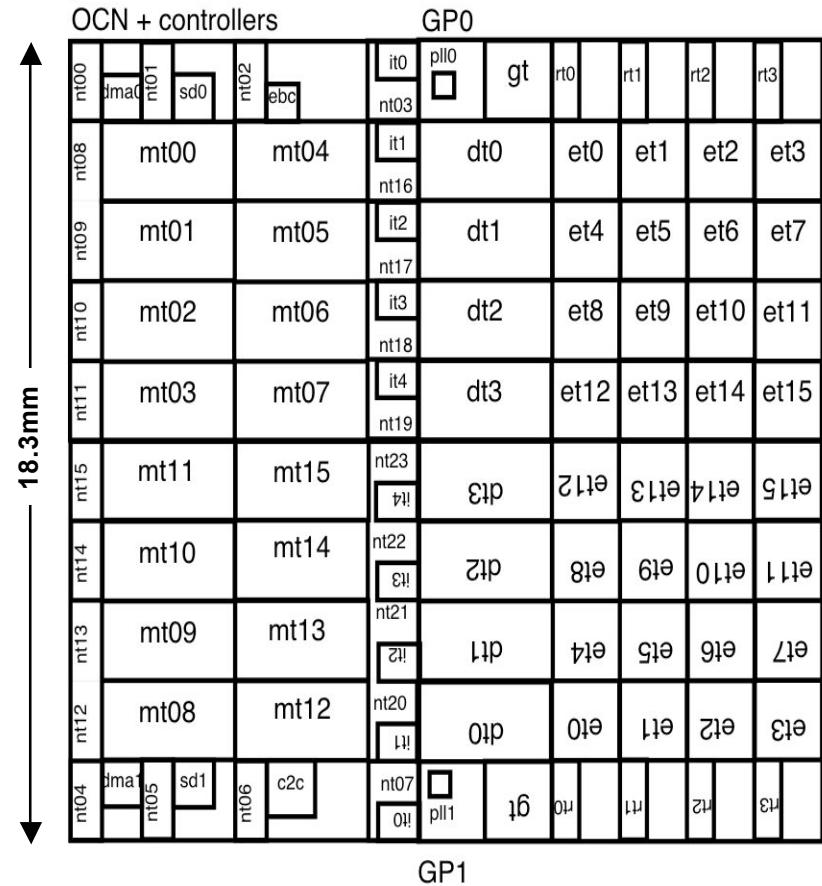 OCN + controllers GP0
nt00 dma0 nt01 sd0 nt02 ebc it0 nt03 pll0 gt rt0 rt1 rt2 rt3
nt08 mt00 mt04 it1 nt16 dt0 et0 et1 et2 et3
nt09 mt01 mt05 it2 nt17 dt1 et4 et5 et6 et7
nt10 mt02 mt06 it3 nt18 dt2 et8 et9 et10 et11
nt11 mt03 mt07 it4 nt19 dt3 et12 et13 et14 et15
18.3mm
nt15 mt11 mt15 nt23 it4 dt3 et12 et13 et14 et15
nt14 mt10 mt14 nt22 it3 dt2 et8 et9 et10 et11
nt13 mt09 mt13 nt21 it2 dt1 et4 et5 et6 et7
nt12 mt08 mt12 nt20 it1 dt0 et0 et1 et2 et3
nt04 dma1 nt05 sd1 nt06 c2c nt07 it0 pll1 gt rt0 rt1 rt2 rt3
GP1